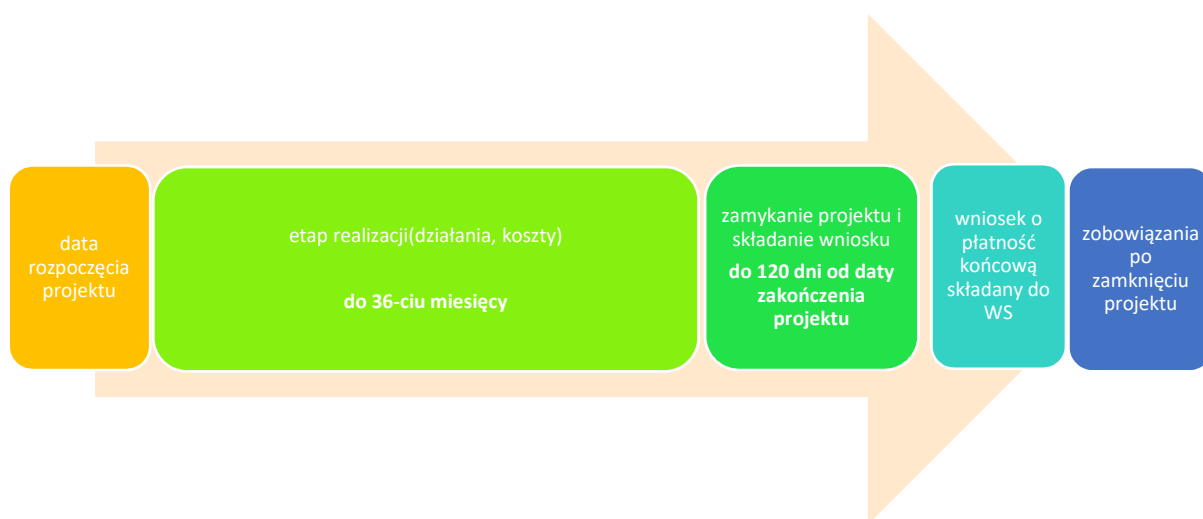 data
rozpoczęcia
projektu
etap realizacji(działania, koszty)
do 36-ciu miesięcy
zamykanie projektu i
składanie wniosku
do 120 dni od daty
zakończenia
projektu
wniosek o
płatność
końcową
składany do
WS
zobowiązania
po
zamknięciu
projektu